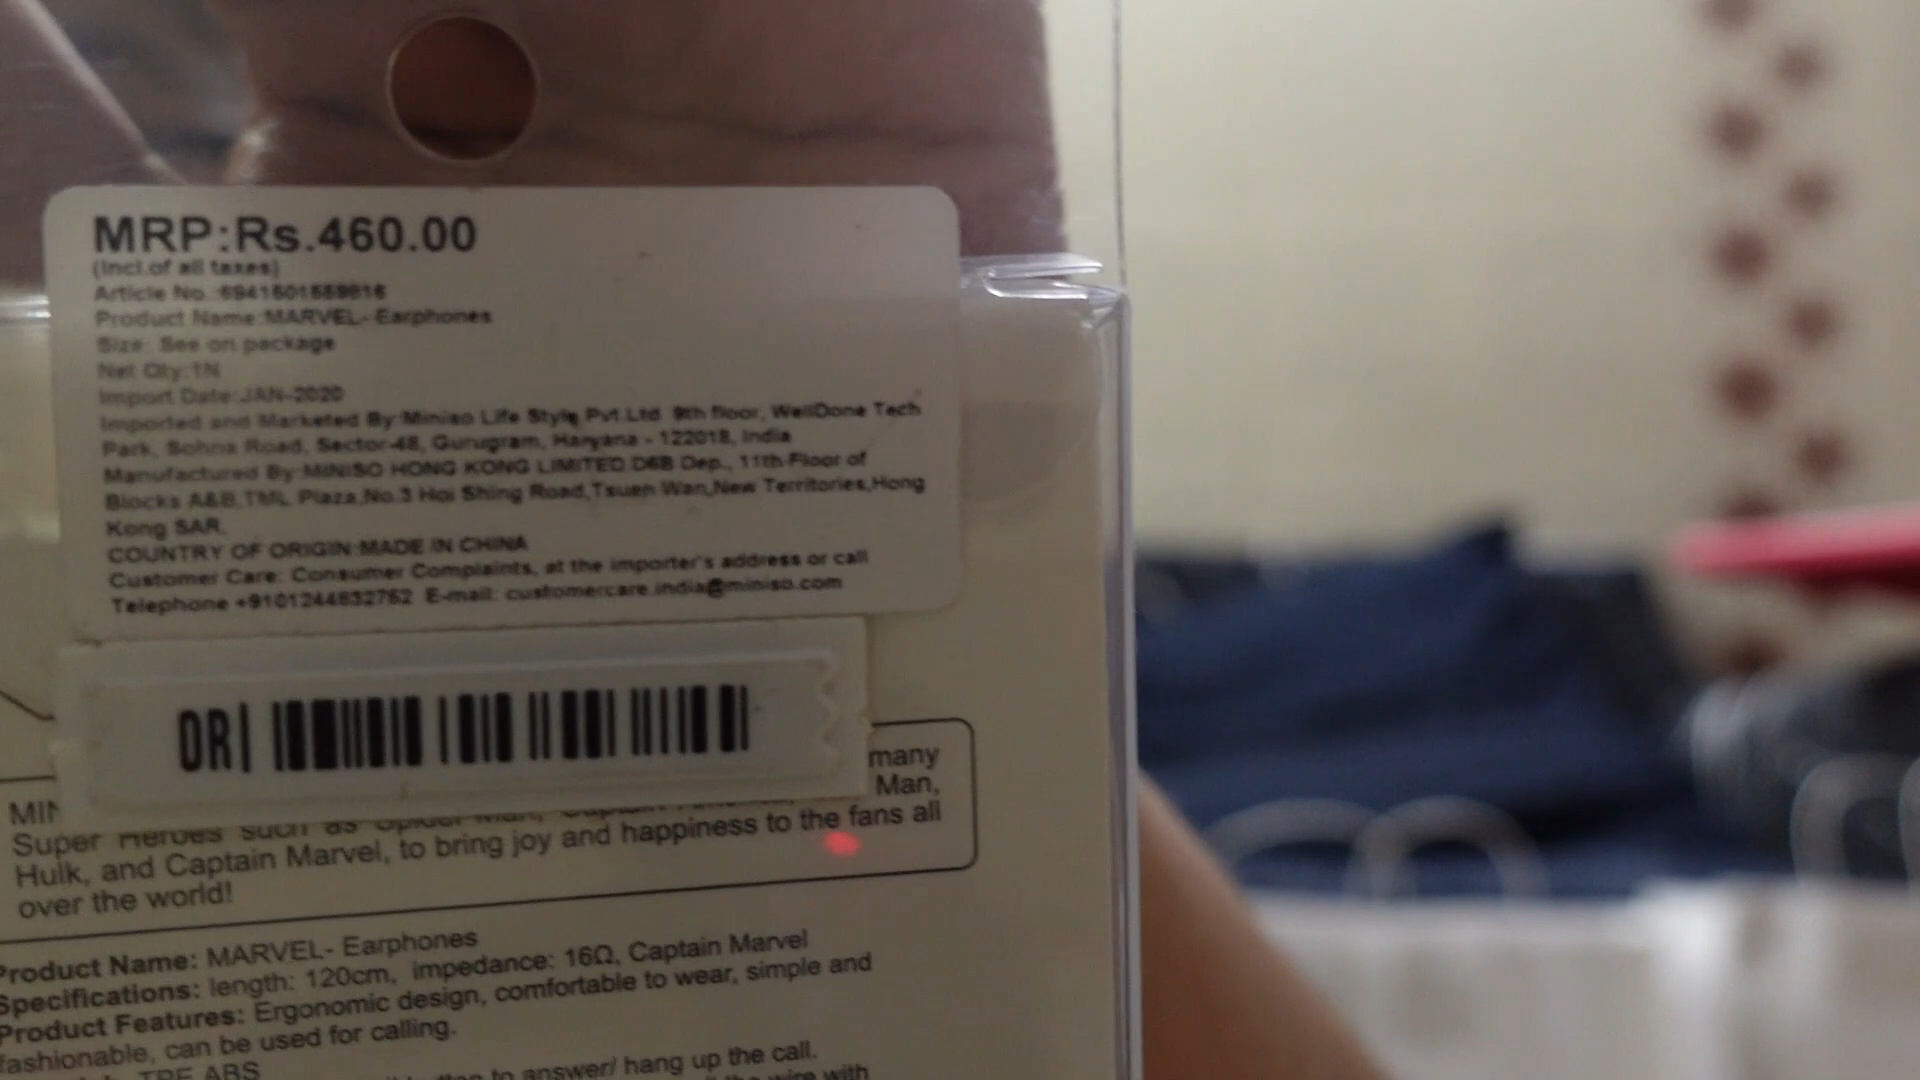 MRP:Rs.460.00
(Incl.of all taxes)
Article No.:6941501559016
Product Name:MARVEL- Earphones
Size: See on package
Net Qty:1N
Import Date:JAN-2020
Imported and Marketed By:Miniso Life Style Pvt.Ltd 9th floor, WellDone Tech
Park, Sohna Road, Sector-48, Gurugram, Haryana - 122018, India
Manufactured By:MINISO HONG KONG LIMITED.D6B Dep., 11th Floor of
Blocks A&B,TML Plaza,No.3 Hoi Shing Road,Tsuen Wan,New Territories,Hong
Kong SAR.
COUNTRY OF ORIGIN:MADE IN CHINA
Customer Care: Consumer Complaints, at the importer's address or call
Telephone +9101244832762 E-mail: customercare.india@miniso.com
ORI
many
Man,
Super Heroes such as Spider Man,
Hulk, and Captain Marvel, to bring joy and happiness to the fans all
over the world!
Product Name: MARVEL- Earphones
Specifications: length: 120cm, impedance: 16Ω, Captain Marvel
Product Features: Ergonomic design, comfortable to wear, simple and
fashionable, can be used for calling.
TPE ABS
to answer/ hang up the call.
the wire with